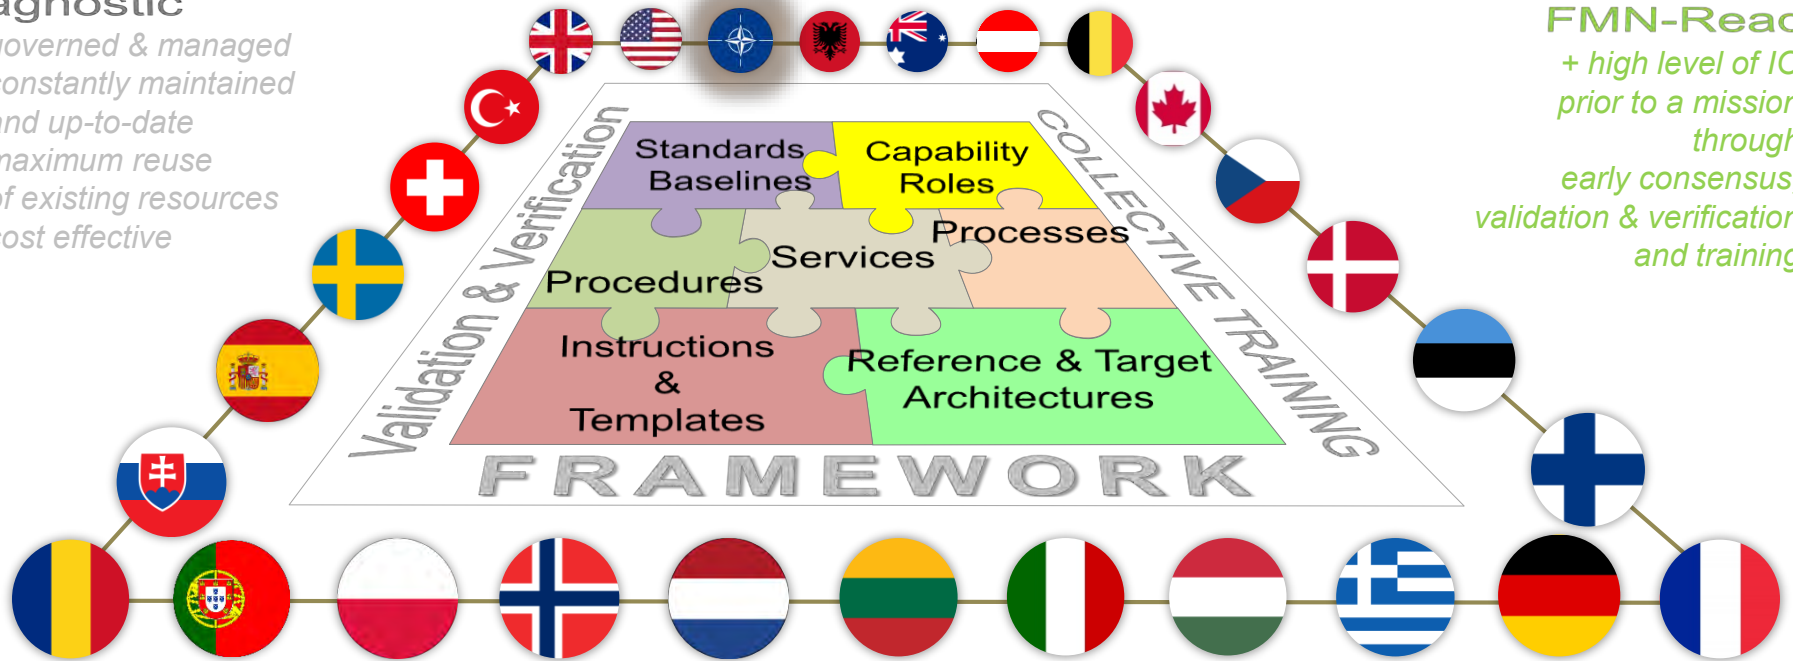 agnostic
governed & managed
constantly maintained
and up-to-date
maximum reuse
of existing resources
cost effective
FMN-Read
+ high level of IO
prior to a mission
through
early consensus,
validation & verification
and training
Validation & Verification
COLLECTIVE TRAINING
Standards
Baselines
Capability
Roles
Procedures
Services
Processes
Instructions
&
Templates
Reference & Target
Architectures
FRAMEWORK